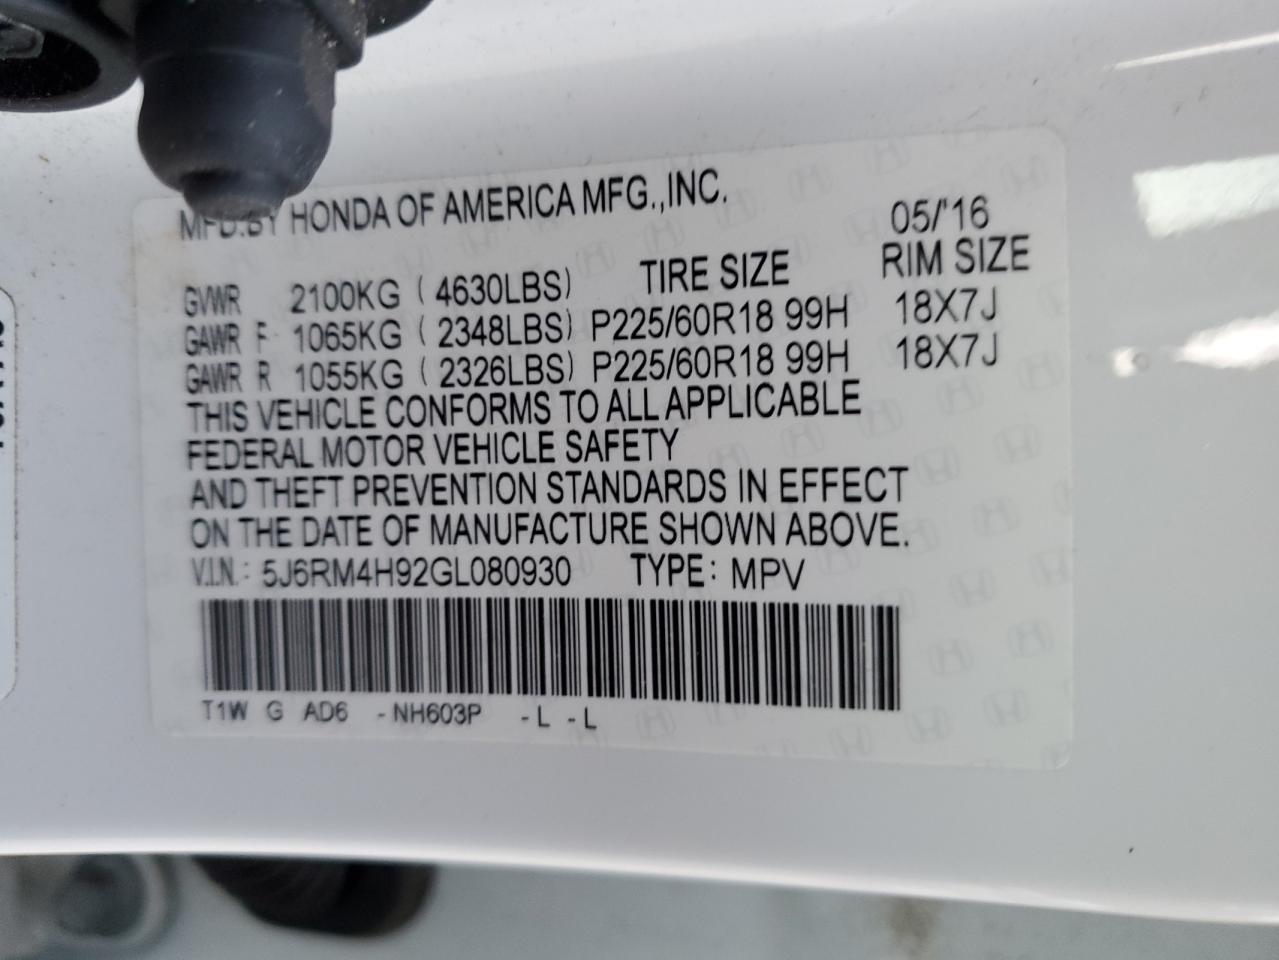 MFD.BY HONDA OF AMERICA MFG.,INC. 05/'16
GVWR 2100KG ( 4630LBS) TIRE SIZE RIM SIZE
GAWR F 1065KG ( 2348LBS) P225/60R18 99H 18X7J
GAWR R 1055KG ( 2326LBS) P225/60R18 99H 18X7J
THIS VEHICLE CONFORMS TO ALL APPLICABLE
FEDERAL MOTOR VEHICLE SAFETY
AND THEFT PREVENTION STANDARDS IN EFFECT
ON THE DATE OF MANUFACTURE SHOWN ABOVE.
V.I.N.: 5J6RM4H92GL080930 TYPE: MPV
T1W G AD6 -NH603P -L -L